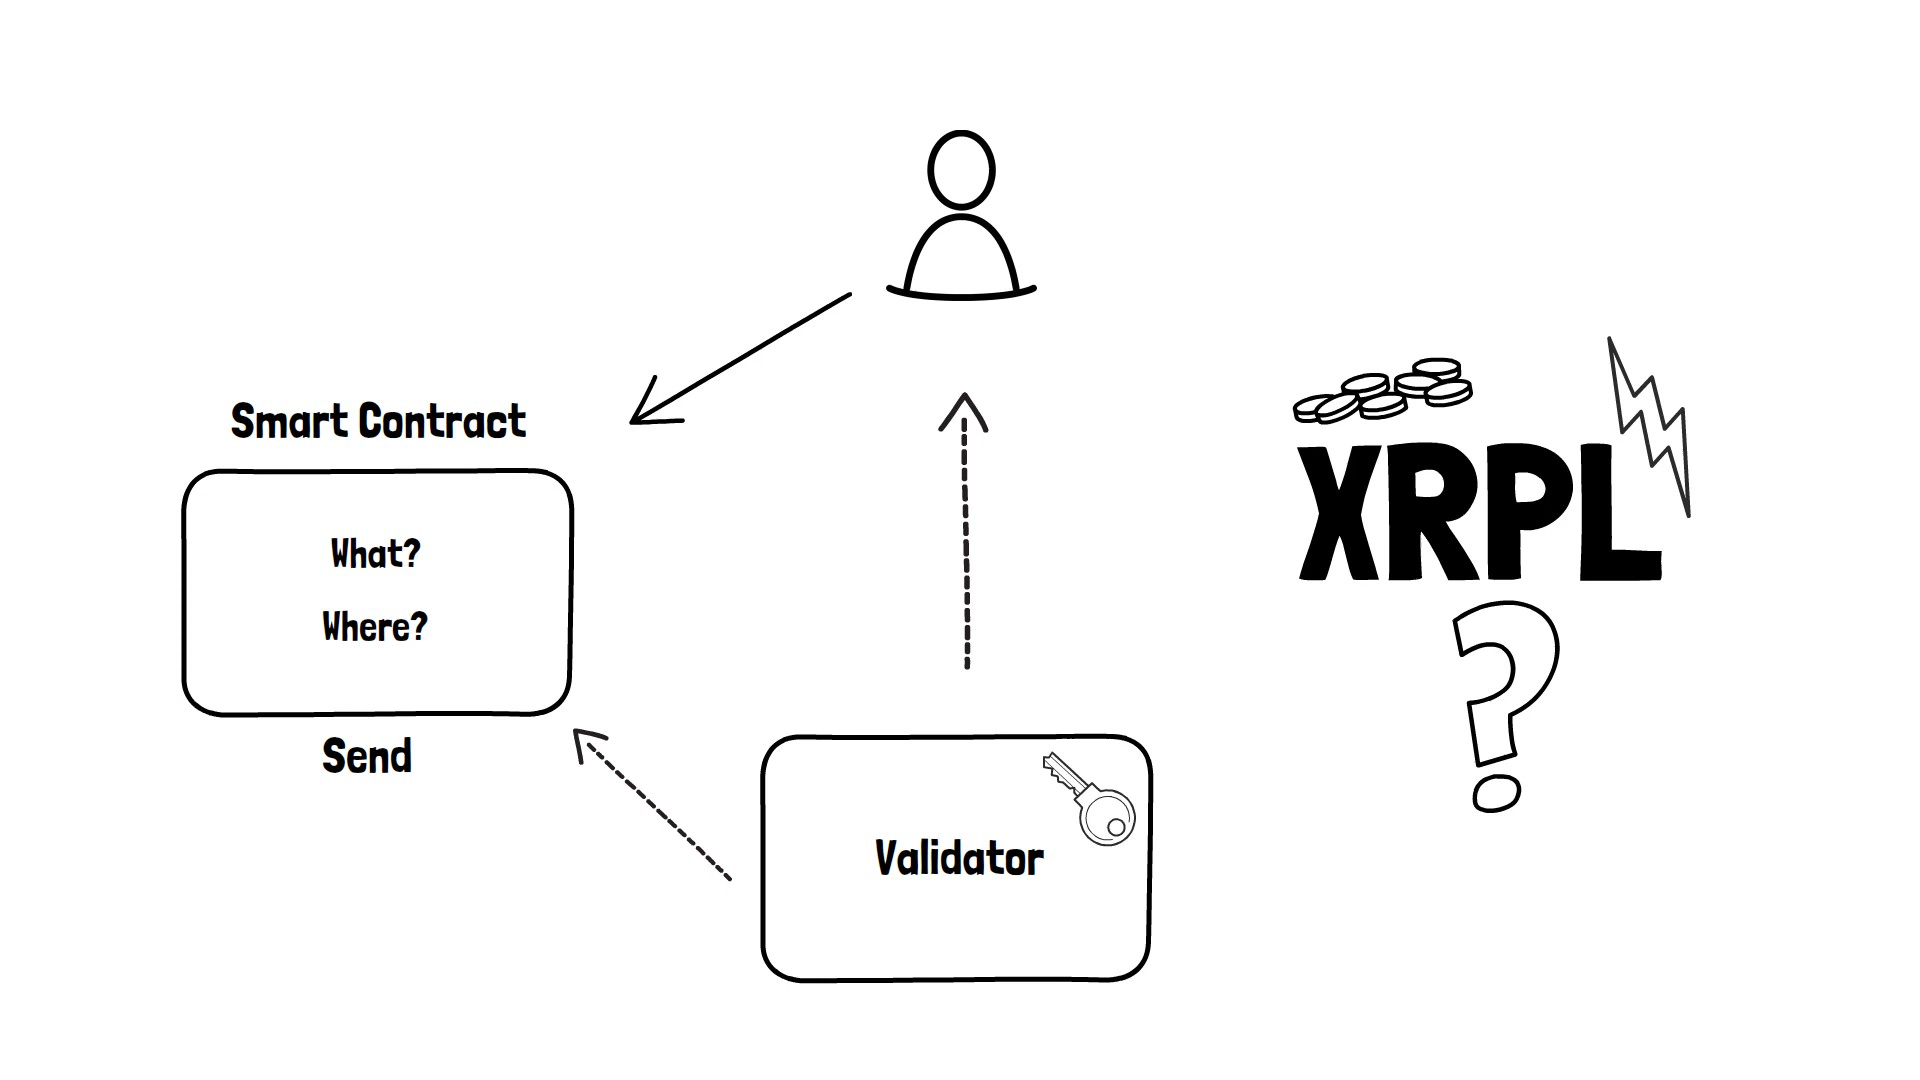 Smart Contract
What?
Where?
Send
Validator
XRPL
?